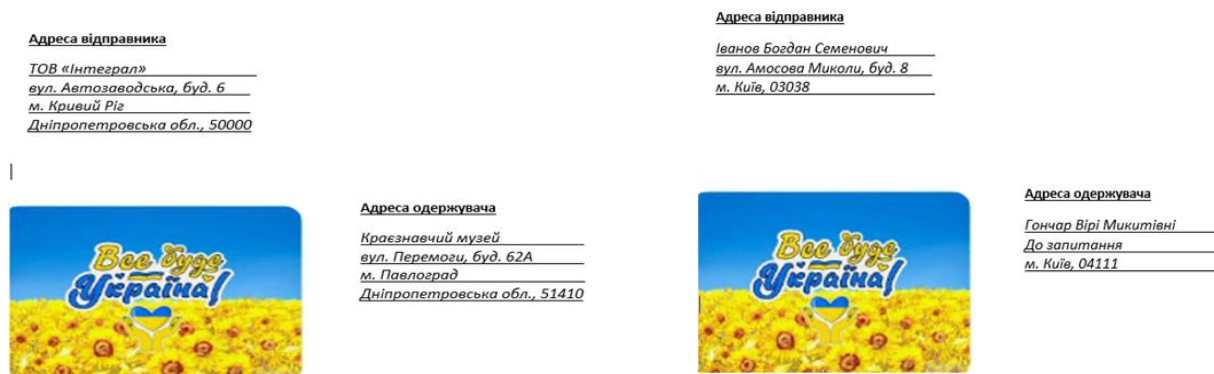 Адреса відправника
ТОВ «Інтеграл»
вул. Автозаводська, буд. 6
м. Кривий Ріг
Дніпропетровська обл., 50000
Все буде
Україна!
Адреса одержувача
Краєзнавчий музей
вул. Перемоги, буд. 62А
м. Павлоград
Дніпропетровська обл., 51410
Адреса відправника
Іванов Богдан Семенович
вул. Амосова Миколи, буд. 8
м. Київ, 03038
Все буде
Україна!
Адреса одержувача
Гончар Вірі Микитівні
До запитання
м. Київ, 04111